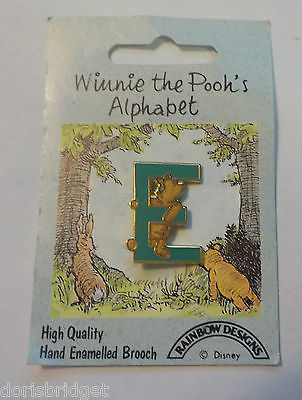 Winnie the Pooh's
Alphabet
E
High Quality
Hand Enamelled Brooch
RAINBOW DESIGNS
© Disney
dorisbridget